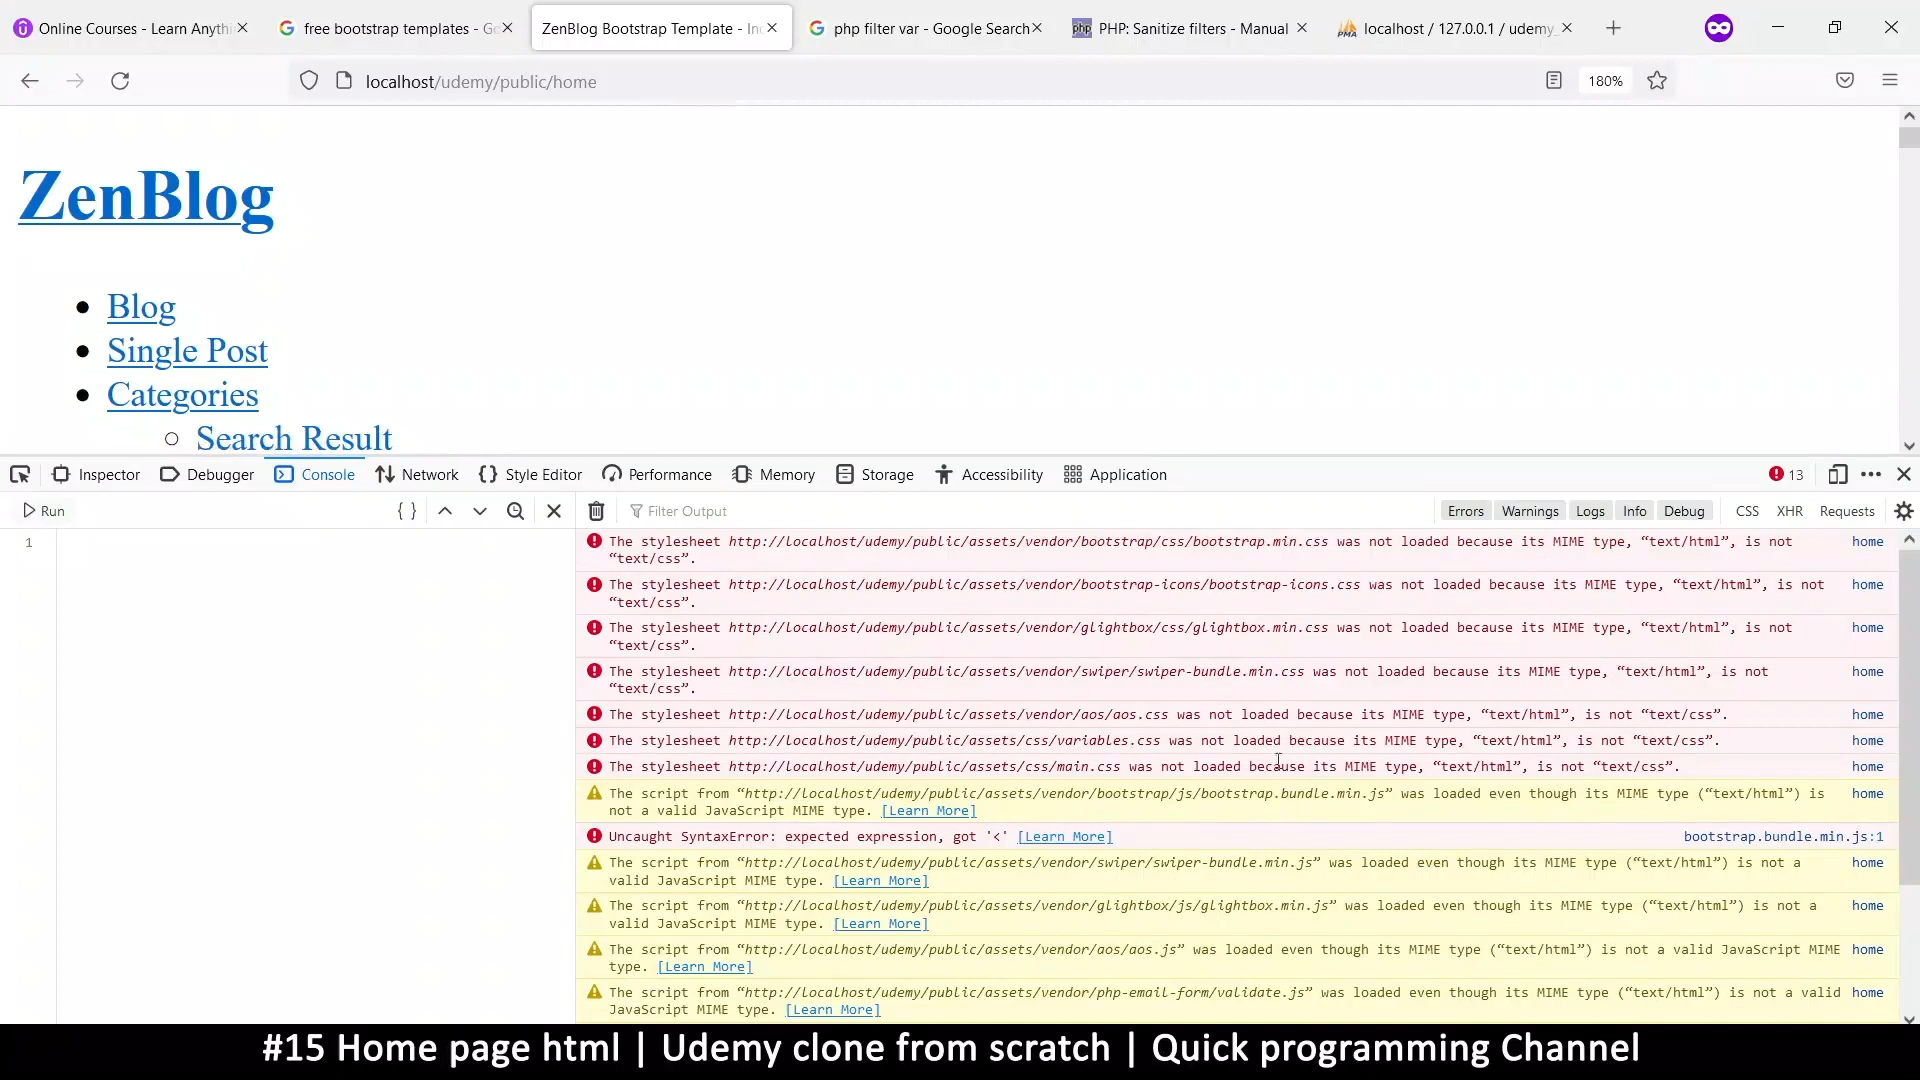 Online Courses - Learn Anythi
free bootstrap templates - Go
ZenBlog Bootstrap Template - Ind
php filter var - Google Search
PHP: Sanitize filters - Manual
localhost / 127.0.0.1 / udemy_
localhost/udemy/public/home
180%
ZenBlog
Blog
Single Post
Categories
Search Result
Inspector
Debugger
Console
Network
Style Editor
Performance
Memory
Storage
Accessibility
Application
13
Run
Filter Output
Errors
Warnings
Logs
Info
Debug
CSS
XHR
Requests
1
The stylesheet http://localhost/udemy/public/assets/vendor/bootstrap/css/bootstrap.min.css was not loaded because its MIME type, “text/html”, is not home
“text/css”.
The stylesheet http://localhost/udemy/public/assets/vendor/bootstrap-icons/bootstrap-icons.css was not loaded because its MIME type, “text/html”, is not home
“text/css”.
The stylesheet http://localhost/udemy/public/assets/vendor/glightbox/css/glightbox.min.css was not loaded because its MIME type, “text/html”, is not home
“text/css”.
The stylesheet http://localhost/udemy/public/assets/vendor/swiper/swiper-bundle.min.css was not loaded because its MIME type, “text/html”, is not home
“text/css”.
The stylesheet http://localhost/udemy/public/assets/vendor/aos/aos.css was not loaded because its MIME type, “text/html”, is not “text/css”. home
The stylesheet http://localhost/udemy/public/assets/css/variables.css was not loaded because its MIME type, “text/html”, is not “text/css”. home
The stylesheet http://localhost/udemy/public/assets/css/main.css was not loaded because its MIME type, “text/html”, is not “text/css”. home
The script from “http://localhost/udemy/public/assets/vendor/bootstrap/js/bootstrap.bundle.min.js” was loaded even though its MIME type (“text/html”) is home
not a valid JavaScript MIME type. [Learn More]
Uncaught SyntaxError: expected expression, got '<' [Learn More] bootstrap.bundle.min.js:1
The script from “http://localhost/udemy/public/assets/vendor/swiper/swiper-bundle.min.js” was loaded even though its MIME type (“text/html”) is not a home
valid JavaScript MIME type. [Learn More]
The script from “http://localhost/udemy/public/assets/vendor/glightbox/js/glightbox.min.js” was loaded even though its MIME type (“text/html”) is not a home
valid JavaScript MIME type. [Learn More]
The script from “http://localhost/udemy/public/assets/vendor/aos/aos.js” was loaded even though its MIME type (“text/html”) is not a valid JavaScript MIME home
type. [Learn More]
The script from “http://localhost/udemy/public/assets/vendor/php-email-form/validate.js” was loaded even though its MIME type (“text/html”) is not a valid home
JavaScript MIME type. [Learn More]
#15 Home page html | Udemy clone from scratch | Quick programming Channel